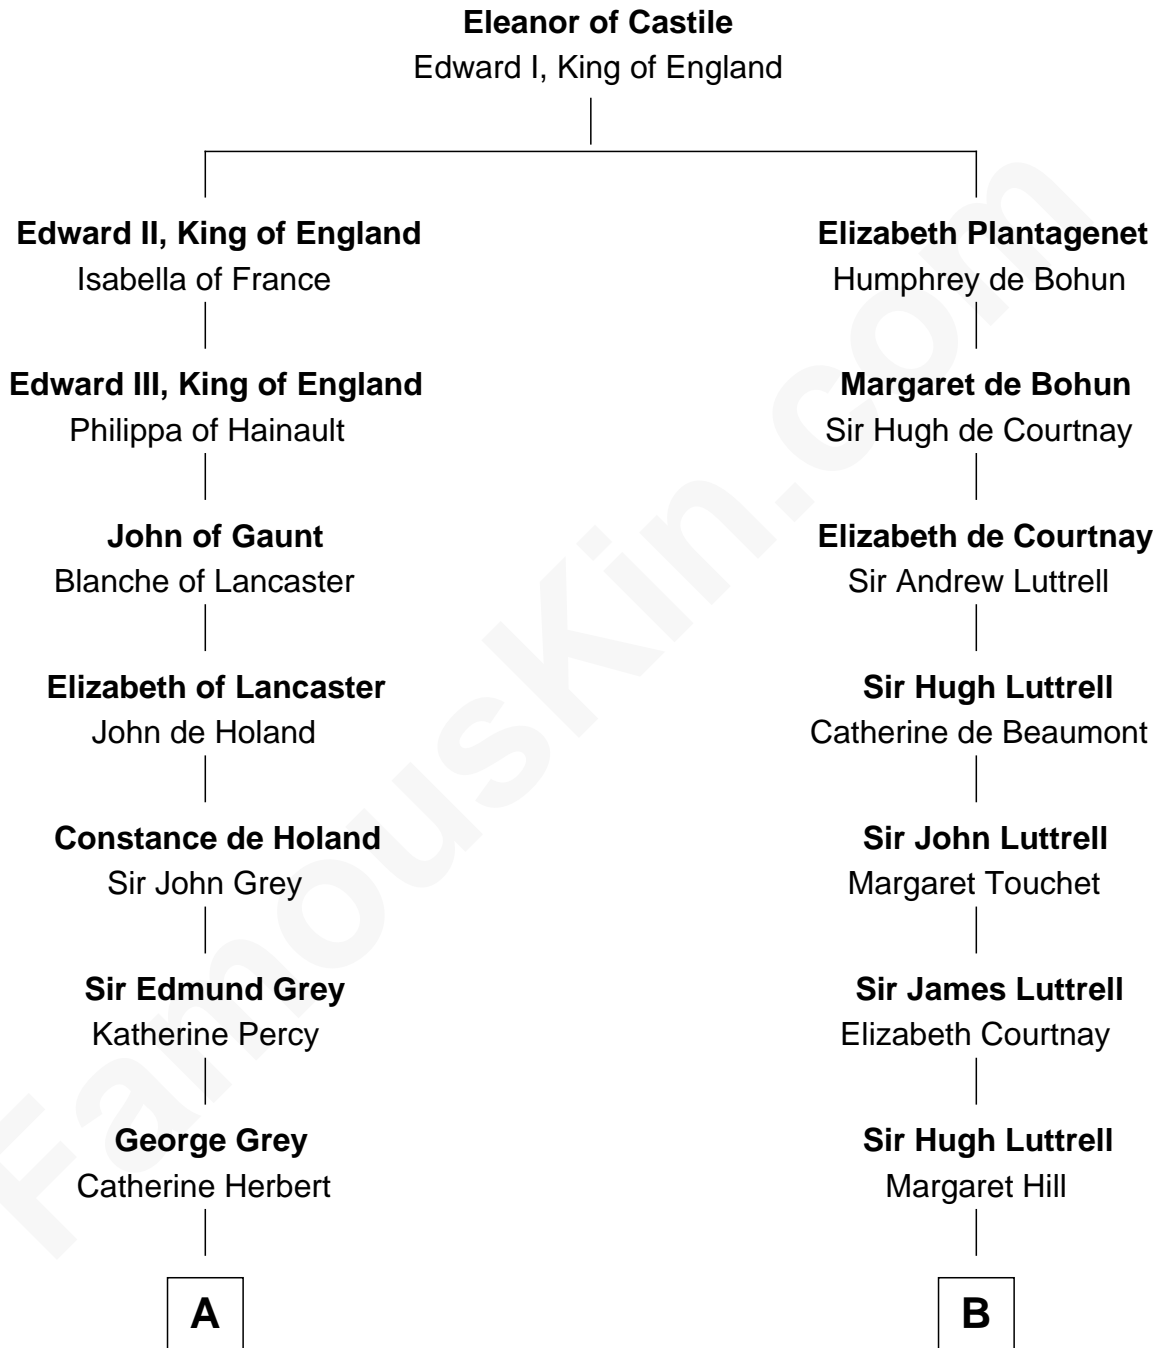 Eleanor of Castile
Edward I, King of England
Edward II, King of England
Isabella of France
Elizabeth Plantagenet
Humphrey de Bohun
Edward III, King of England
Philippa of Hainault
Margaret de Bohun
Sir Hugh de Courtnay
John of Gaunt
Blanche of Lancaster
Elizabeth de Courtnay
Sir Andrew Luttrell
Elizabeth of Lancaster
John de Holand
Sir Hugh Luttrell
Catherine de Beaumont
Constance de Holand
Sir John Grey
Sir John Luttrell
Margaret Touchet
Sir Edmund Grey
Katherine Percy
Sir James Luttrell
Elizabeth Courtnay
George Grey
Catherine Herbert
Sir Hugh Luttrell
Margaret Hill
A
B
FamousKin.com